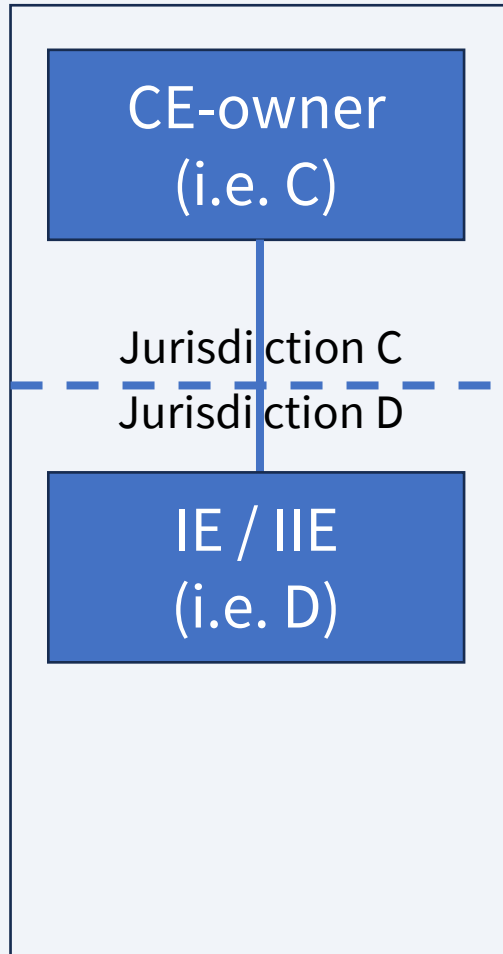 CE-owner
(i.e. C)
Jurisdiction C
Jurisdiction D
IE / IIE
(i.e. D)